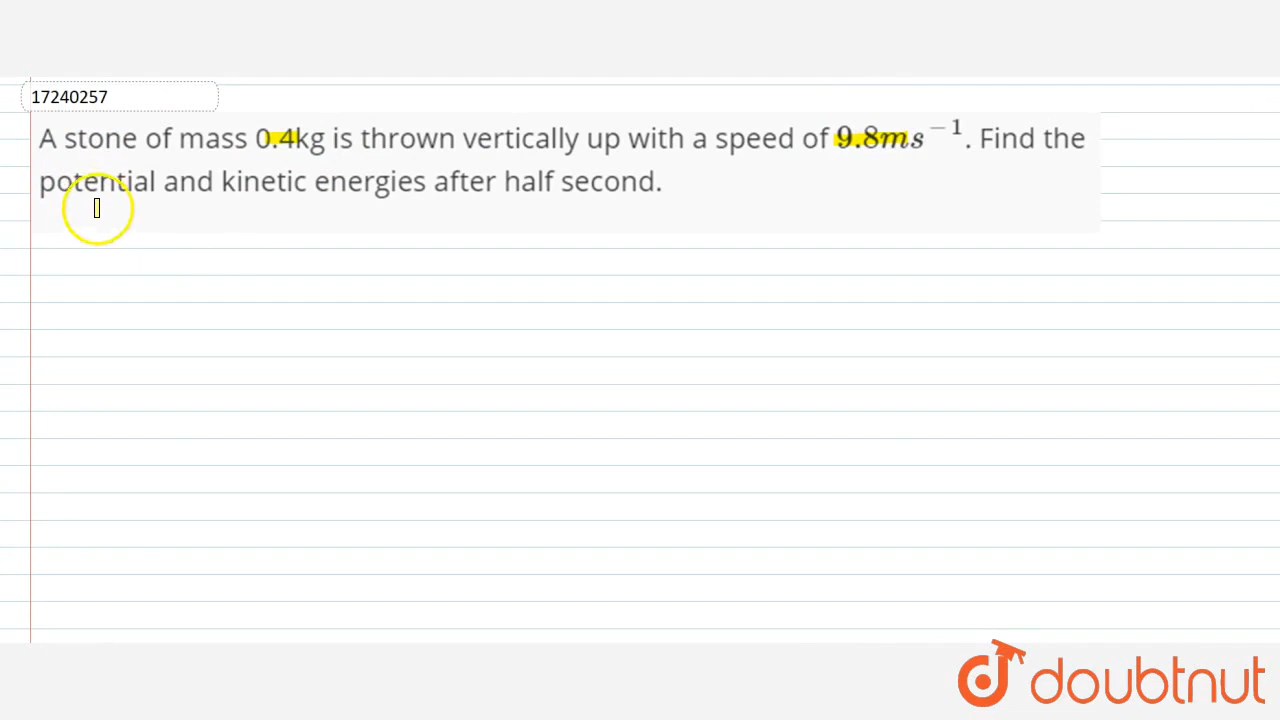 17240257
A stone of mass 0.4kg is thrown vertically up with a speed of 9.8ms⁻¹. Find the
potential and kinetic energies after half second.
doubtnut